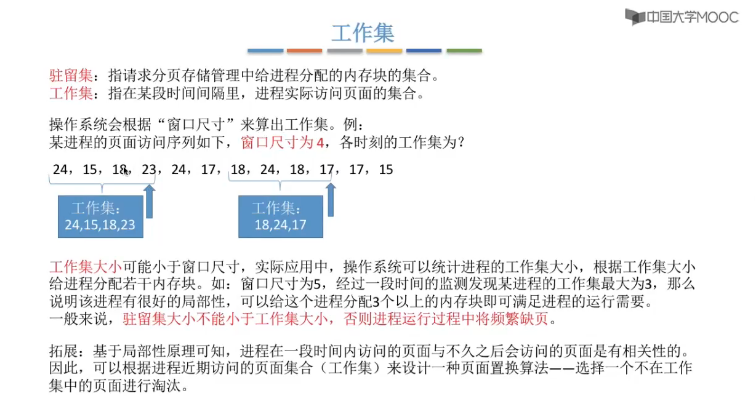 中国大学MOOC
工作集
驻留集：指请求分页存储管理中给进程分配的内存块的集合。
工作集：指在某段时间间隔里，进程实际访问页面的集合。
操作系统会根据“窗口尺寸”来算出工作集。例：
某进程的页面访问序列如下，窗口尺寸为 4，各时刻的工作集为？
24，15，18，23，24，17，18，24，18，17，17，15
工作集：
24,15,18,23
工作集：
18,24,17
工作集大小可能小于窗口尺寸，实际应用中，操作系统可以统计进程的工作集大小，根据工作集大小
给进程分配若干内存块。如：窗口尺寸为5，经过一段时间的监测发现某进程的工作集最大为3，那么
说明该进程有很好的局部性，可以给这个进程分配3个以上的内存块即可满足进程的运行需要。
一般来说，驻留集大小不能小于工作集大小，否则进程运行过程中将频繁缺页。
拓展：基于局部性原理可知，进程在一段时间内访问的页面与不久之后会访问的页面是有相关性的。
因此，可以根据进程近期访问的页面集合（工作集）来设计一种页面置换算法——选择一个不在工作
集中的页面进行淘汰。